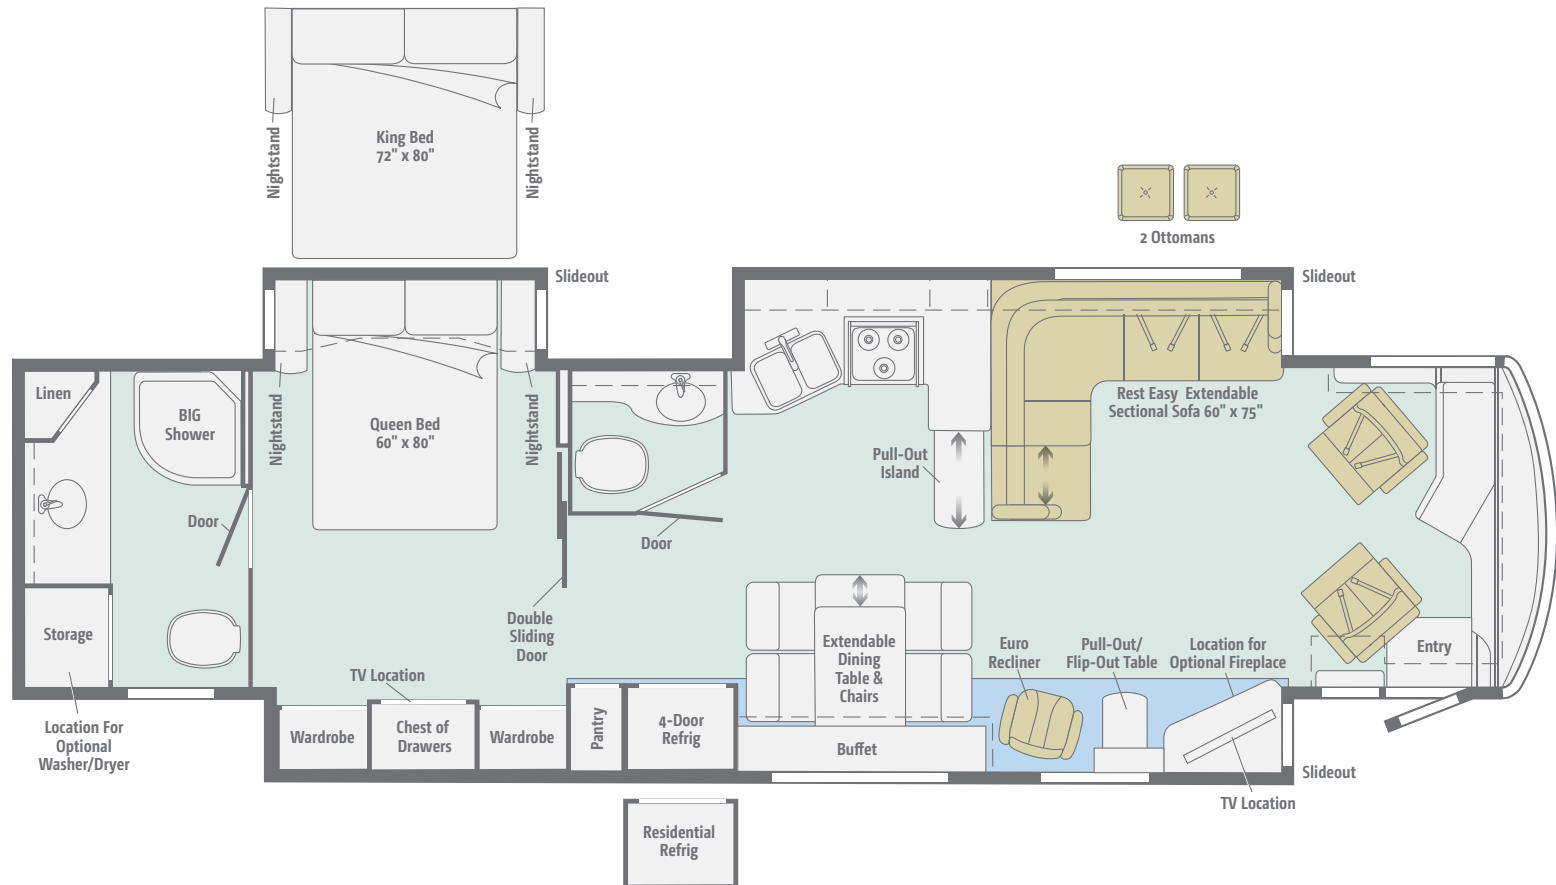 King Bed
72" x 80"
Nightstand
Nightstand
2 Ottomans
Slideout
Slideout
Linen
BIG
Shower
Nightstand
Queen Bed
60" x 80"
Nightstand
Rest Easy Extendable
Sectional Sofa 60" x 75"
Pull-Out
Island
Door
Door
Double
Sliding
Door
Storage
Extendable
Dining
Table &
Chairs
Euro
Recliner
Pull-Out/
Flip-Out Table
Location for
Optional Fireplace
Entry
TV Location
Location For
Optional
Washer/Dryer
Wardrobe
Chest of
Drawers
Wardrobe
Pantry
4-Door
Refrig
Buffet
Slideout
TV Location
Residential
Refrig